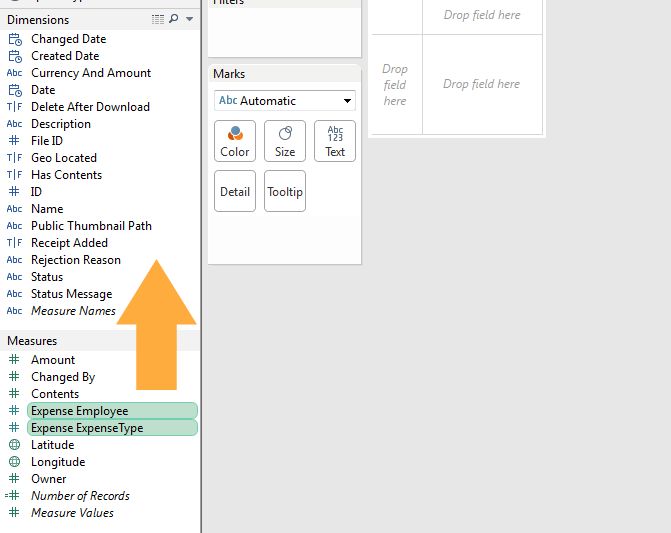 Dimensions
Abc Changed Date
Created Date
Abc Currency And Amount
Date
T|F Delete After Download
Abc Description
# File ID
T|F Geo Located
T|F Has Contents
# ID
Abc Name
Abc Public Thumbnail Path
T|F Receipt Added
Abc Rejection Reason
Abc Status
Abc Status Message
Abc Measure Names
Measures
# Amount
# Changed By
# Contents
# Expense Employee
# Expense ExpenseType
Latitude
Longitude
# Owner
=# Number of Records
# Measure Values
Marks
Abc Automatic
Color
Size
Abc
123
Text
Detail
Tooltip
Drop field here
Drop
field
here
Drop field here